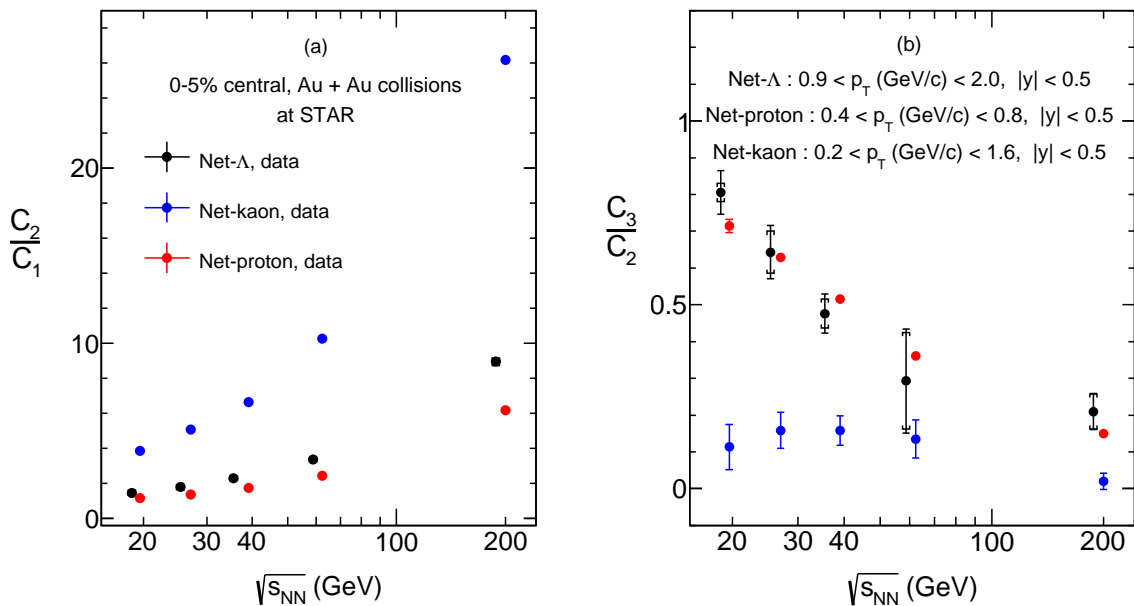 (a)
0-5% central, Au + Au collisions
at STAR
Net-Λ, data
Net-kaon, data
Net-proton, data
C2/C1
0
10
20
20
30
40
100
200
√sNN (GeV)
(b)
Net-Λ : 0.9 < pT (GeV/c) < 2.0, |y| < 0.5
Net-proton : 0.4 < pT (GeV/c) < 0.8, |y| < 0.5
Net-kaon : 0.2 < pT (GeV/c) < 1.6, |y| < 0.5
C3/C2
0
0.5
1
20
30
40
100
200
√sNN (GeV)